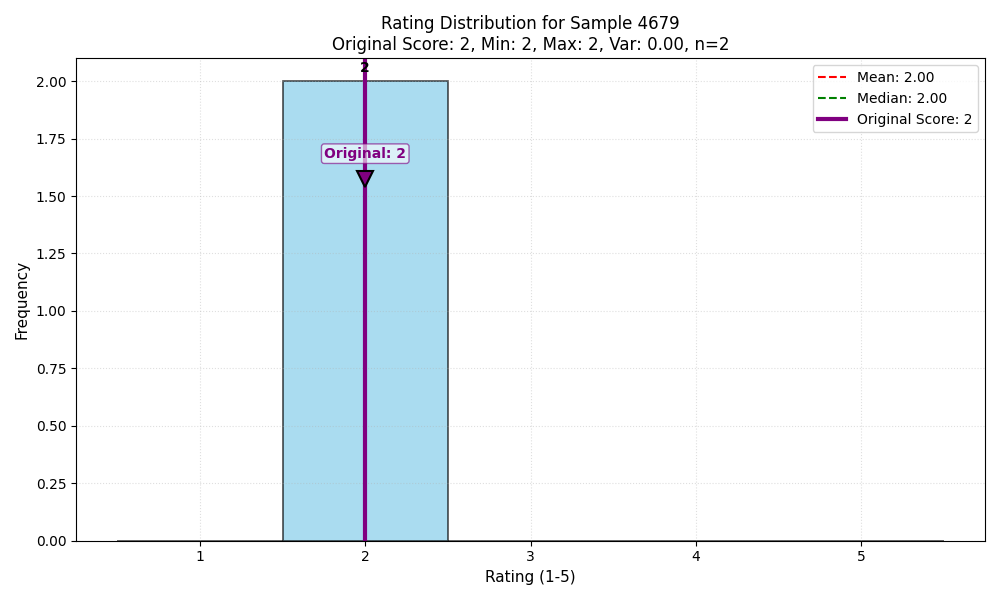 Rating Distribution for Sample 4679
Original Score: 2, Min: 2, Max: 2, Var: 0.00, n=2
Mean: 2.00
Median: 2.00
Original Score: 2
2
Original: 2
Frequency
2.00
1.75
1.50
1.25
1.00
0.75
0.50
0.25
0.00
1 2 3 4 5
Rating (1-5)